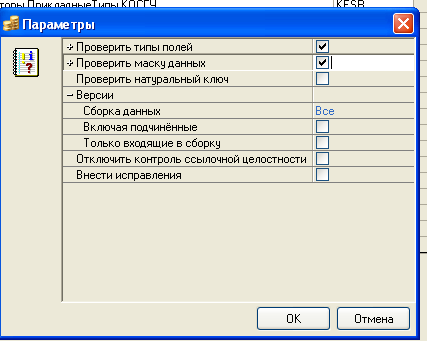 торы.ПрикладныеТипы.КОСГУ KESR
Параметры
Проверить типы полей
Проверить маску данных
Проверить натуральный ключ
Версии
Сборка данных Все
Включая подчинённые
Только входящие в сборку
Отключить контроль ссылочной целостности
Внести исправления
OK Отмена